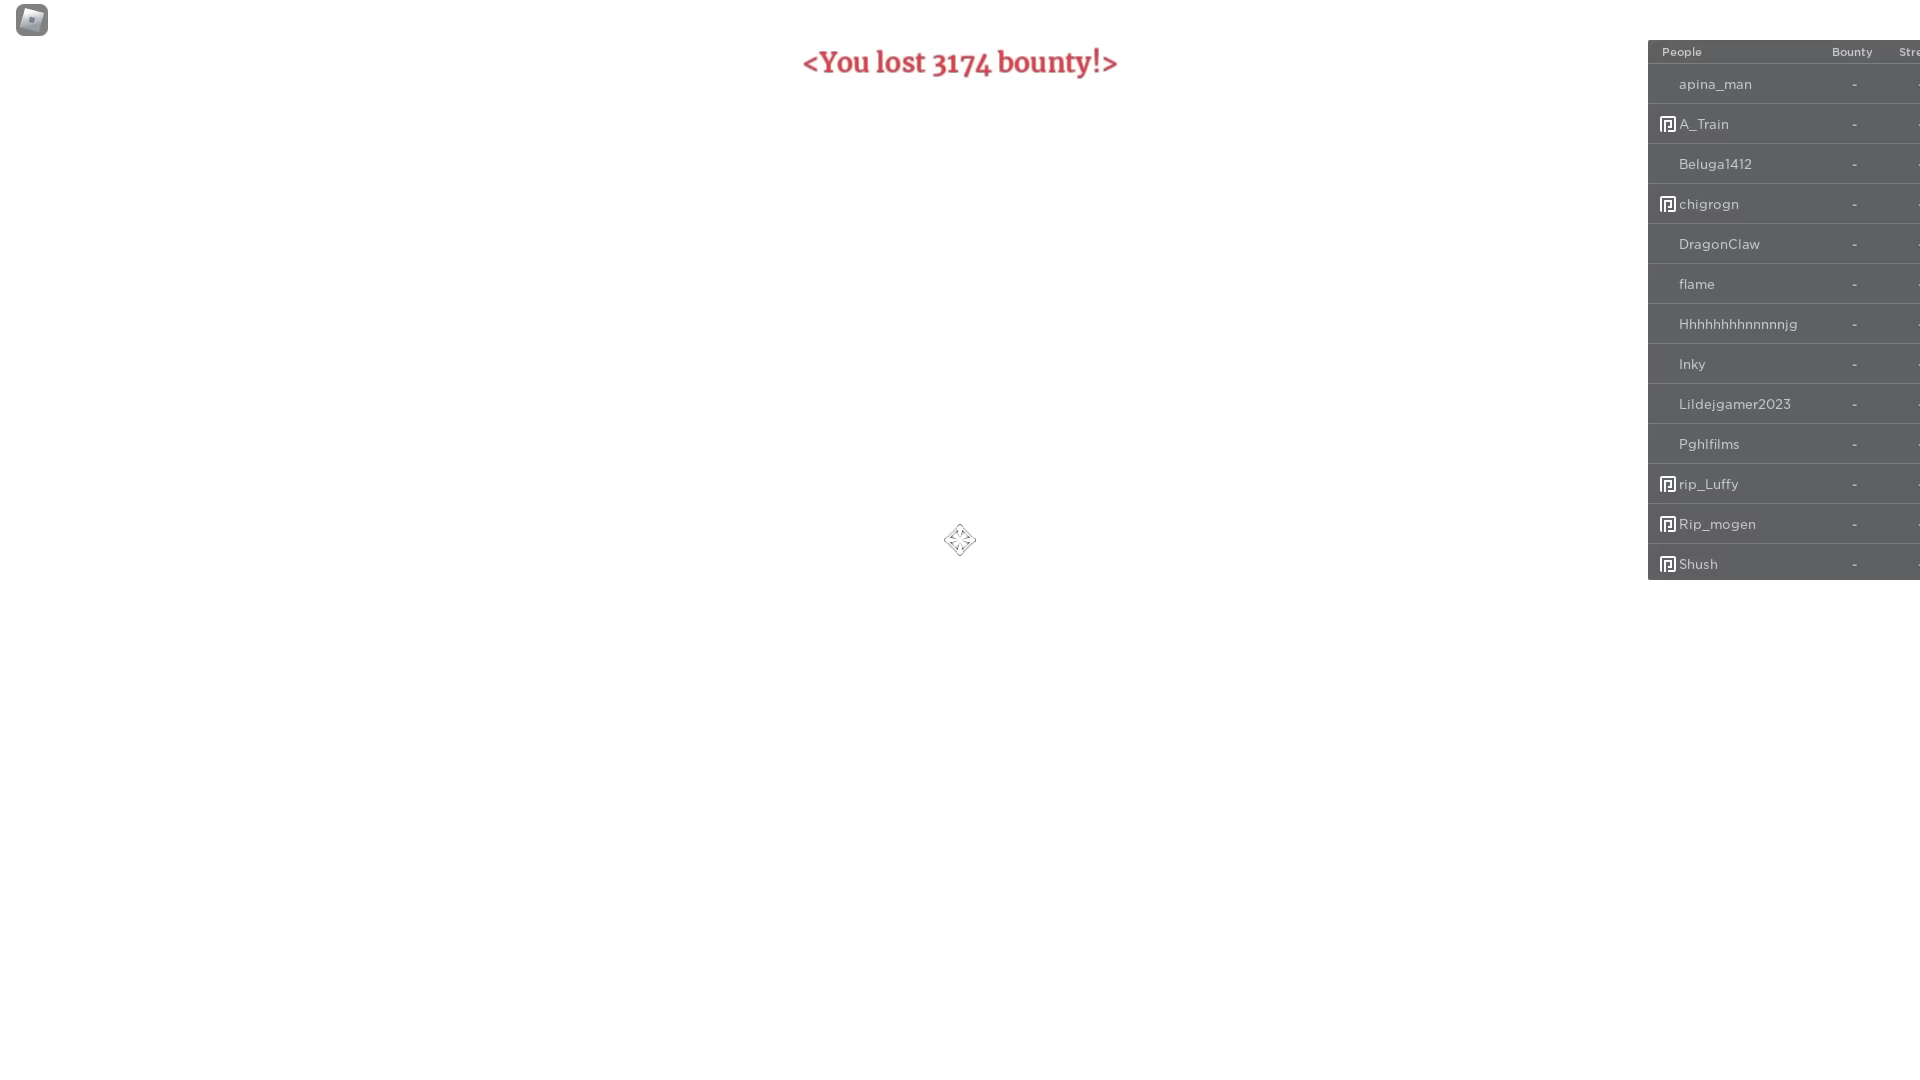 <You lost 3174 bounty!>
People Bounty Stre
apina_man -
A_Train -
Beluga1412 -
chigrogn -
DragonClaw -
flame -
Hhhhhhhhnnnnnjg -
Inky -
Lildejgamer2023 -
Pghlfilms -
rip_Luffy -
Rip_mogen -
Shush -